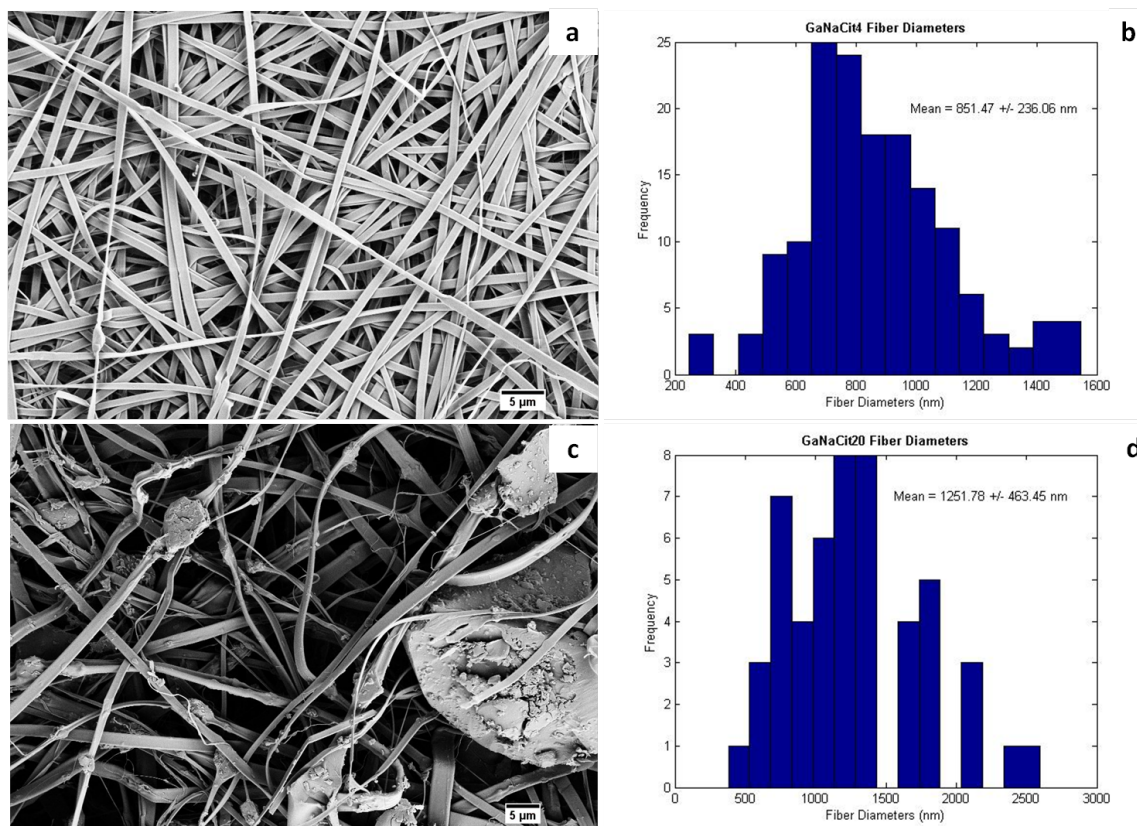 a
5 µm
b
GaNaCit4 Fiber Diameters
Mean = 851.47 +/- 236.06 nm
Frequency
25
20
15
10
5
0
200 400 600 800 1000 1200 1400 1600
Fiber Diameters (nm)
c
5 µm
d
GaNaCit20 Fiber Diameters
Mean = 1251.78 +/- 463.45 nm
Frequency
8
7
6
5
4
3
2
1
0
0 500 1000 1500 2000 2500 3000
Fiber Diameters (nm)